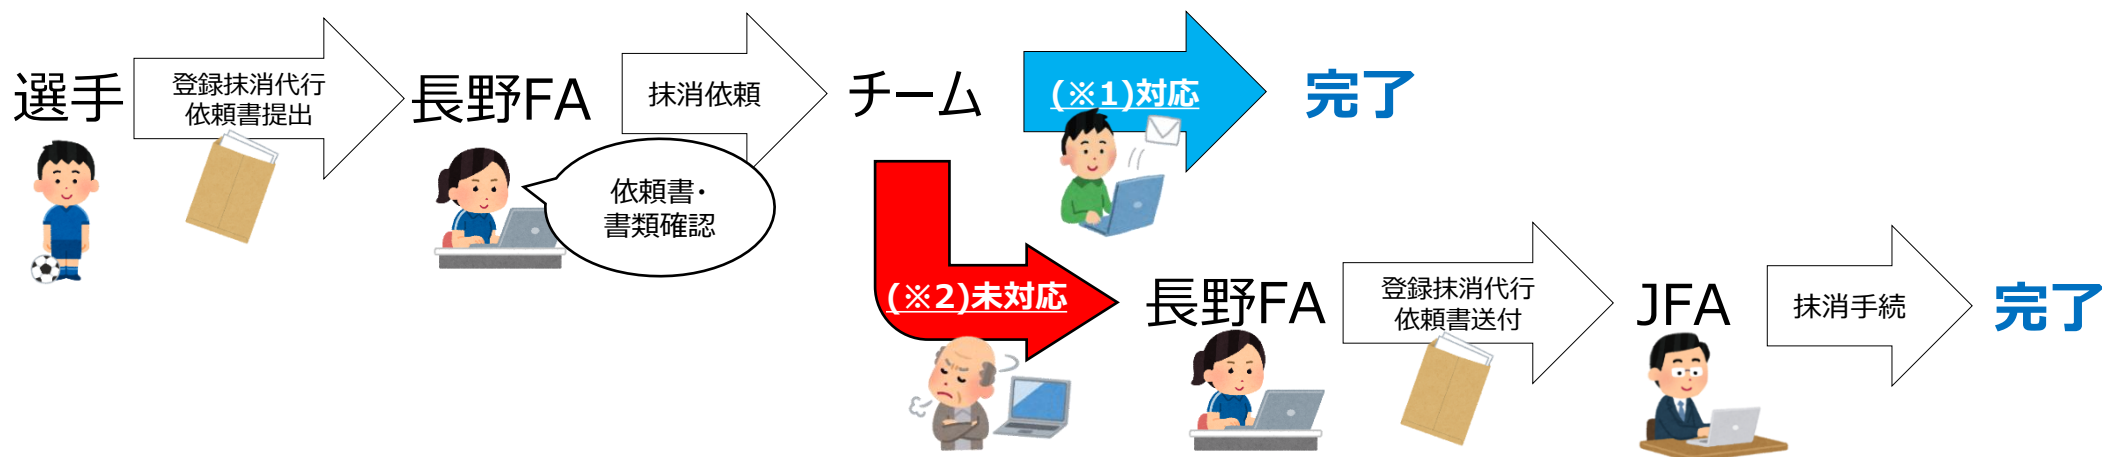 選手
登録抹消代行
依頼書提出
長野FA
依頼書・
書類確認
抹消依頼
チーム
(※1)対応
完了
(※2)未対応
長野FA
登録抹消代行
依頼書送付
JFA
抹消手続
完了